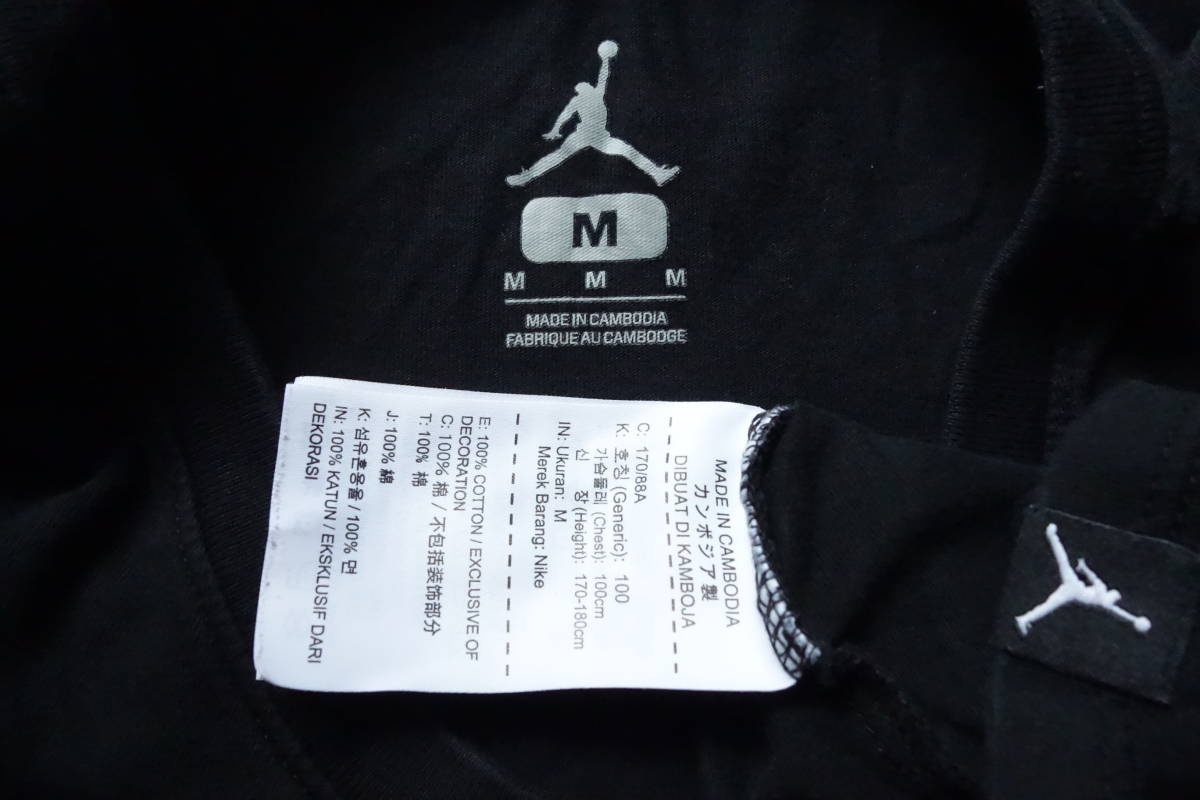 M
M M M
MADE IN CAMBODIA
FABRIQUE AU CAMBODGE
MADE IN CAMBODIA
カンボジア製
DIBUAT DI KAMBOJA
C: 170/88A
K: 호칭 (Generic): 100
가슴둘레 (Chest): 100cm
신 장 (Height): 170-180cm
IN: Ukuran: M
Merek Barang: Nike
E: 100% COTTON / EXCLUSIVE OF
DECORATION
C: 100% 棉 / 不包括装饰部分
T: 100% 棉
J: 100% 綿
K: 섬유혼용율 / 100% 면
IN: 100% KATUN / EKSKLUSIF DARI
DEKORASI